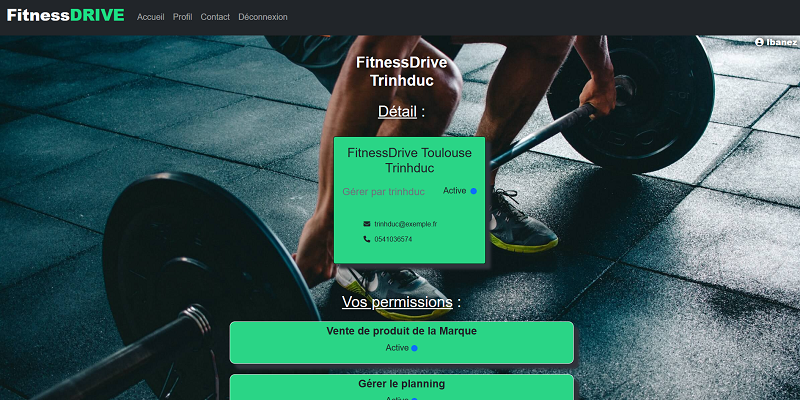 FitnessDRIVE Accueil Profil Contact Déconnexion
Ibanez
FitnessDrive
Trinhduc
Détail :
FitnessDrive Toulouse
Trinhduc
Gérer par trinhduc Active
trinhduc@exemple.fr
0541036574
Vos permissions :
Vente de produit de la Marque
Active
Gérer le planning
Active